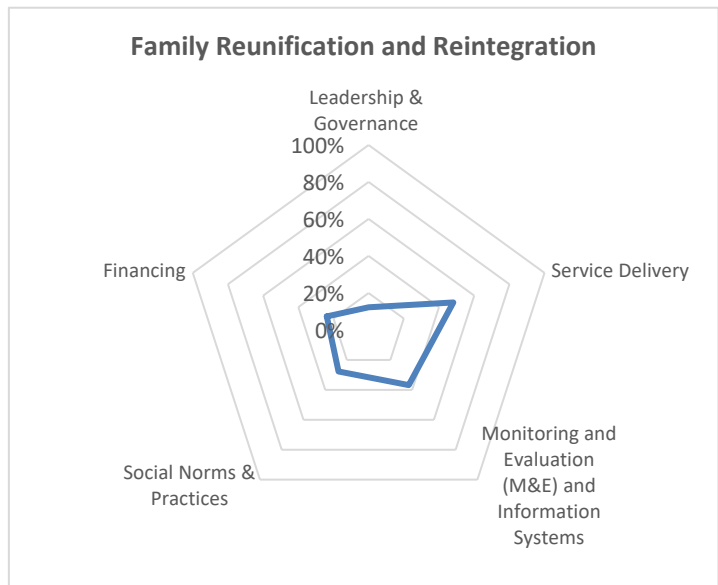 Family Reunification and Reintegration
Leadership &
Governance
100%
80%
60%
40%
20%
0%
Financing
Service Delivery
Social Norms &
Practices
Monitoring and
Evaluation
(M&E) and
Information
Systems